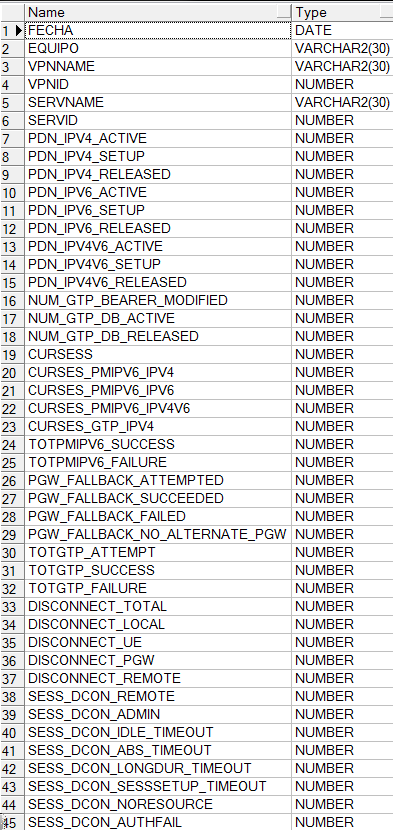 Name Type
1 FECHA DATE
2 EQUIPO VARCHAR2(30)
3 VPNNAME VARCHAR2(30)
4 VPNID NUMBER
5 SERVNAME VARCHAR2(30)
6 SERVID NUMBER
7 PDN_IPV4_ACTIVE NUMBER
8 PDN_IPV4_SETUP NUMBER
9 PDN_IPV4_RELEASED NUMBER
10 PDN_IPV6_ACTIVE NUMBER
11 PDN_IPV6_SETUP NUMBER
12 PDN_IPV6_RELEASED NUMBER
13 PDN_IPV4V6_ACTIVE NUMBER
14 PDN_IPV4V6_SETUP NUMBER
15 PDN_IPV4V6_RELEASED NUMBER
16 NUM_GTP_BEARER_MODIFIED NUMBER
17 NUM_GTP_DB_ACTIVE NUMBER
18 NUM_GTP_DB_RELEASED NUMBER
19 CURSESS NUMBER
20 CURSES_PMIPV6_IPV4 NUMBER
21 CURSES_PMIPV6_IPV6 NUMBER
22 CURSES_PMIPV6_IPV4V6 NUMBER
23 CURSES_GTP_IPV4 NUMBER
24 TOTPMIPV6_SUCCESS NUMBER
25 TOTPMIPV6_FAILURE NUMBER
26 PGW_FALLBACK_ATTEMPTED NUMBER
27 PGW_FALLBACK_SUCCEEDED NUMBER
28 PGW_FALLBACK_FAILED NUMBER
29 PGW_FALLBACK_NO_ALTERNATE_PGW NUMBER
30 TOTGTP_ATTEMPT NUMBER
31 TOTGTP_SUCCESS NUMBER
32 TOTGTP_FAILURE NUMBER
33 DISCONNECT_TOTAL NUMBER
34 DISCONNECT_LOCAL NUMBER
35 DISCONNECT_UE NUMBER
36 DISCONNECT_PGW NUMBER
37 DISCONNECT_REMOTE NUMBER
38 SESS_DCON_REMOTE NUMBER
39 SESS_DCON_ADMIN NUMBER
40 SESS_DCON_IDLE_TIMEOUT NUMBER
41 SESS_DCON_ABS_TIMEOUT NUMBER
42 SESS_DCON_LONGDUR_TIMEOUT NUMBER
43 SESS_DCON_SESSSETUP_TIMEOUT NUMBER
44 SESS_DCON_NORESOURCE NUMBER
45 SESS_DCON_AUTHFAIL NUMBER